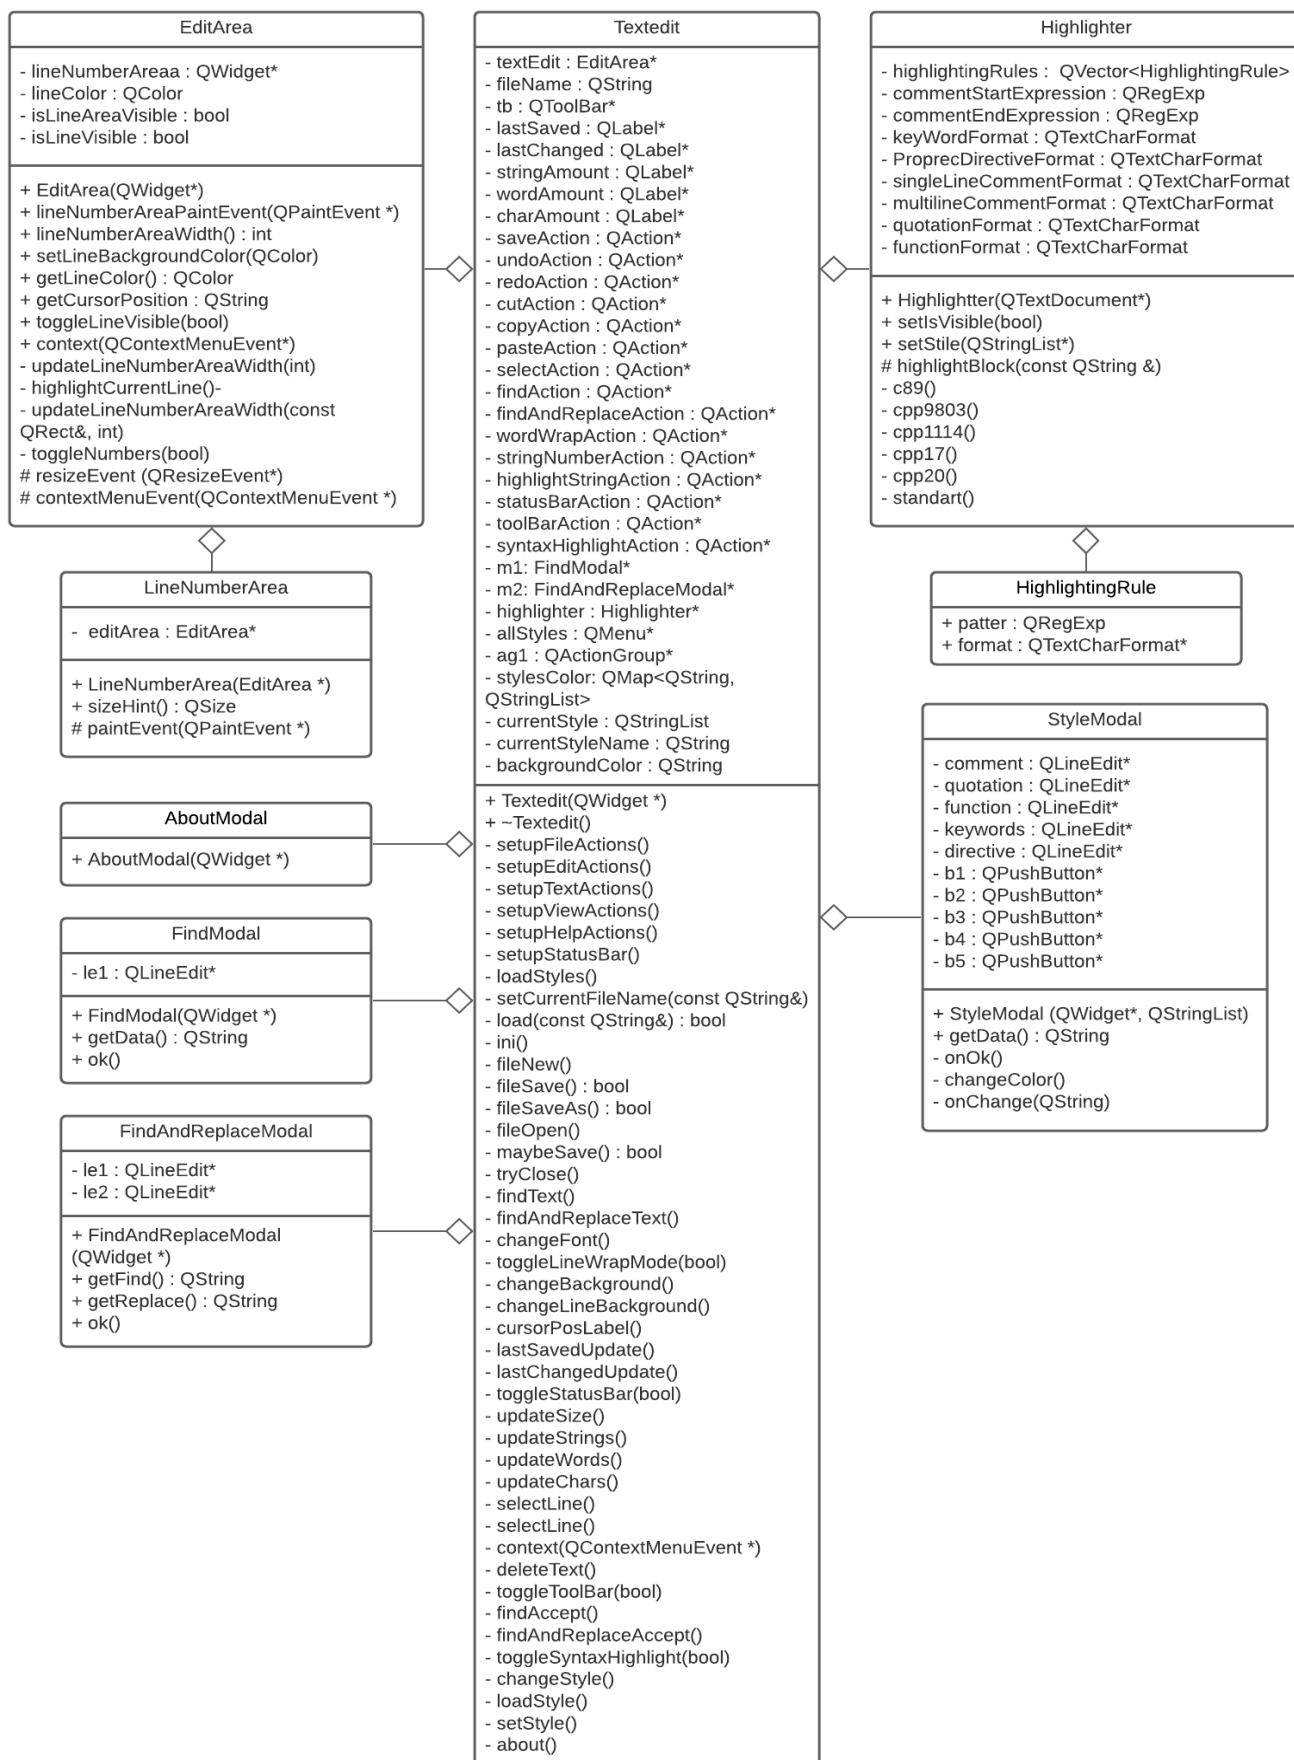 EditArea
- lineNumberAreaa : QWidget*
- lineColor : QColor
- isLineAreaVisible : bool
- isLineVisible : bool
+ EditArea(QWidget*)
+ lineNumberAreaPaintEvent(QPaintEvent *)
+ lineNumberAreaWidth() : int
+ setLineBackgroundColor(QColor)
+ getLineColor() : QColor
+ getCursorPosition : QString
+ toggleLineVisible(bool)
+ context(QContextMenuEvent*)
- updateLineNumberAreaWidth(int)
- highlightCurrentLine()-
- updateLineNumberAreaWidth(const
QRect&, int)
- toggleNumbers(bool)
# resizeEvent (QResizeEvent*)
# contextMenuEvent(QContextMenuEvent *)
LineNumberArea
- editArea : EditArea*
+ LineNumberArea(EditArea *)
+ sizeHint() : QSize
# paintEvent(QPaintEvent *)
AboutModal
+ AboutModal(QWidget *)
FindModal
- le1 : QLineEdit*
+ FindModal(QWidget *)
+ getData() : QString
+ ok()
FindAndReplaceModal
- le1 : QLineEdit*
- le2 : QLineEdit*
+ FindAndReplaceModal
(QWidget *)
+ getFind() : QString
+ getReplace() : QString
+ ok()
Textedit
- textEdit : EditArea*
- fileName : QString
- tb : QToolBar*
- lastSaved : QLabel*
- lastChanged : QLabel*
- stringAmount : QLabel*
- wordAmount : QLabel*
- charAmount : QLabel*
- saveAction : QAction*
- undoAction : QAction*
- redoAction : QAction*
- cutAction : QAction*
- copyAction : QAction*
- pasteAction : QAction*
- selectAction : QAction*
- findAction : QAction*
- findAndReplaceAction : QAction*
- wordWrapAction : QAction*
- stringNumberAction : QAction*
- highlightStringAction : QAction*
- statusBarAction : QAction*
- toolBarAction : QAction*
- syntaxHighlightAction : QAction*
- m1: FindModal*
- m2: FindAndReplaceModal*
- highlighter : Highlighter*
- allStyles : QMenu*
- ag1 : QActionGroup*
- stylesColor: QMap<QString,
QStringList>
- currentStyle : QStringList
- currentStyleName : QString
- backgroundColor : QString
+ Textedit(QWidget *)
+ ~Textedit()
- setupFileActions()
- setupEditActions()
- setupTextActions()
- setupViewActions()
- setupHelpActions()
- setupStatusBar()
- loadStyles()
- setCurrentFileName(const QString&)
- load(const QString&) : bool
- ini()
- fileNew()
- fileSave() : bool
- fileSaveAs() : bool
- fileOpen()
- maybeSave() : bool
- tryClose()
- findText()
- findAndReplaceText()
- changeFont()
- toggleLineWrapMode(bool)
- changeBackground()
- changeLineBackground()
- cursorPosLabel()
- lastSavedUpdate()
- lastChangedUpdate()
- toggleStatusBar(bool)
- updateSize()
- updateStrings()
- updateWords()
- updateChars()
- selectLine()
- selectLine()
- context(QContextMenuEvent *)
- deleteText()
- toggleToolBar(bool)
- findAccept()
- findAndReplaceAccept()
- toggleSyntaxHighlight(bool)
- changeStyle()
- loadStyle()
- setStyle()
- about()
Highlighter
- highlightingRules : QVector<HighlightingRule>
- commentStartExpression : QRegExp
- commentEndExpression : QRegExp
- keyWordFormat : QTextCharFormat
- ProprecDirectiveFormat : QTextCharFormat
- singleLineCommentFormat : QTextCharFormat
- multilineCommentFormat : QTextCharFormat
- quotationFormat : QTextCharFormat
- functionFormat : QTextCharFormat
+ Highlightter(QTextDocument*)
+ setIsVisible(bool)
+ setStile(QStringList*)
# highlightBlock(const QString &)
- c89()
- cpp9803()
- cpp1114()
- cpp17()
- cpp20()
- standart()
HighlightingRule
+ patter : QRegExp
+ format : QTextCharFormat*
StyleModal
- comment : QLineEdit*
- quotation : QLineEdit*
- function : QLineEdit*
- keywords : QLineEdit*
- directive : QLineEdit*
- b1 : QPushButton*
- b2 : QPushButton*
- b3 : QPushButton*
- b4 : QPushButton*
- b5 : QPushButton*
+ StyleModal (QWidget*, QStringList)
+ getData() : QString
- onOk()
- changeColor()
- onChange(QString)